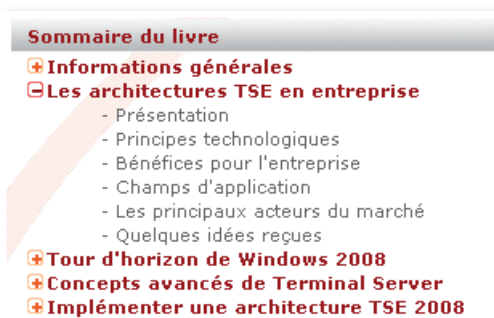 Sommaire du livre
Informations générales
Les architectures TSE en entreprise
- Présentation
- Principes technologiques
- Bénéfices pour l'entreprise
- Champs d'application
- Les principaux acteurs du marché
- Quelques idées reçues
Tour d'horizon de Windows 2008
Concepts avancés de Terminal Server
Implémenter une architecture TSE 2008